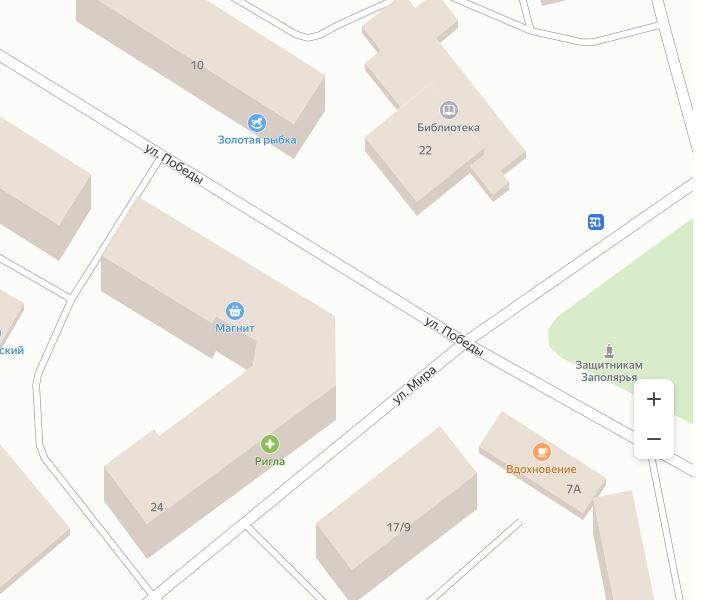 10
Золотая рыбка
Библиотека
22
ул. Победы
Магнит
ский
ул. Победы
Защитникам
Заполярья
ул. Мира
+
−
Ригла
Вдохновение
7А
24
17/9